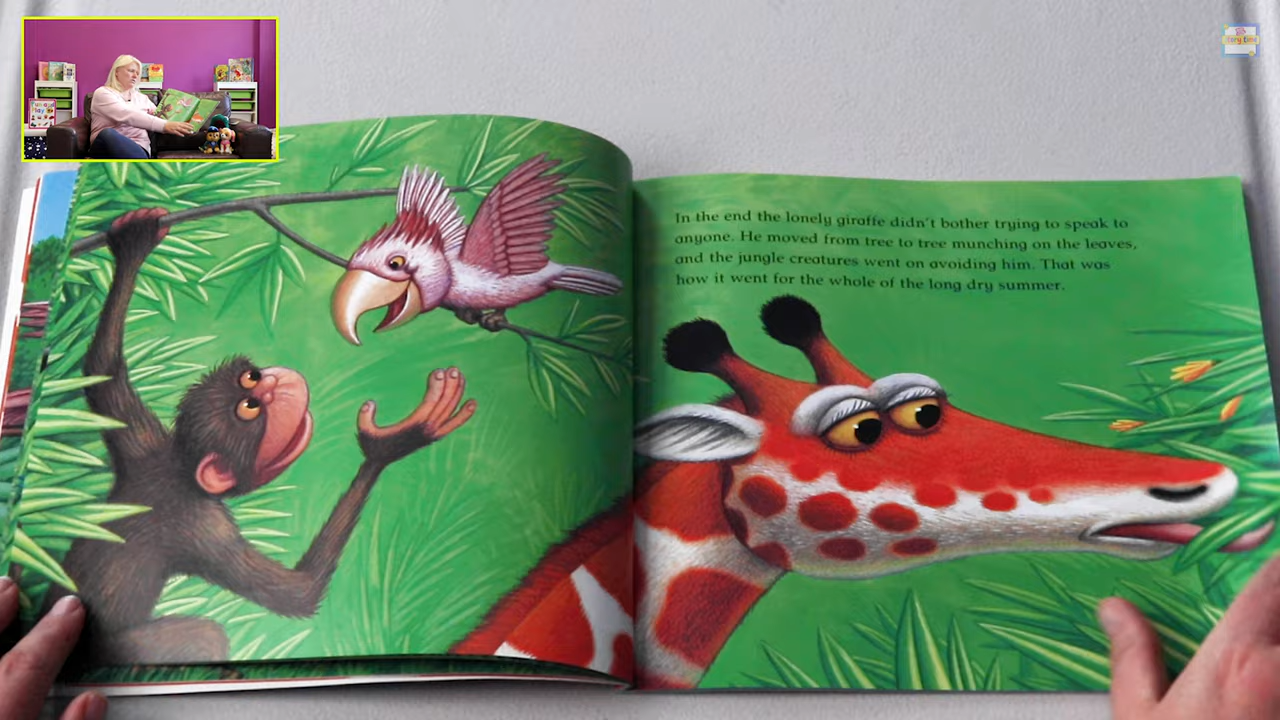 In the end the lonely giraffe didn't bother trying to speak to
anyone. He moved from tree to tree munching on the leaves,
and the jungle creatures went on avoiding him. That was
how it went for the whole of the long dry summer.